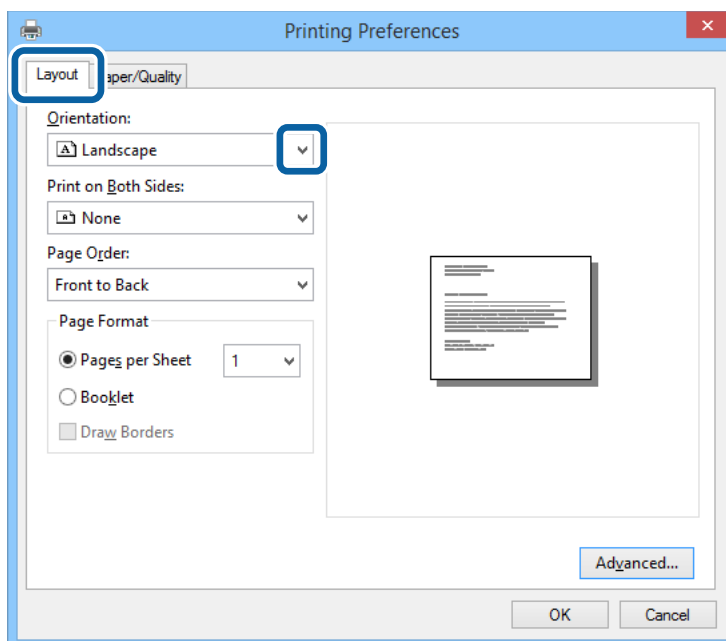 Printing Preferences
Layout
aper/Quality
Orientation:
Landscape
Print on Both Sides:
None
Page Order:
Front to Back
Page Format
Pages per Sheet 1
Booklet
Draw Borders
Advanced...
OK Cancel